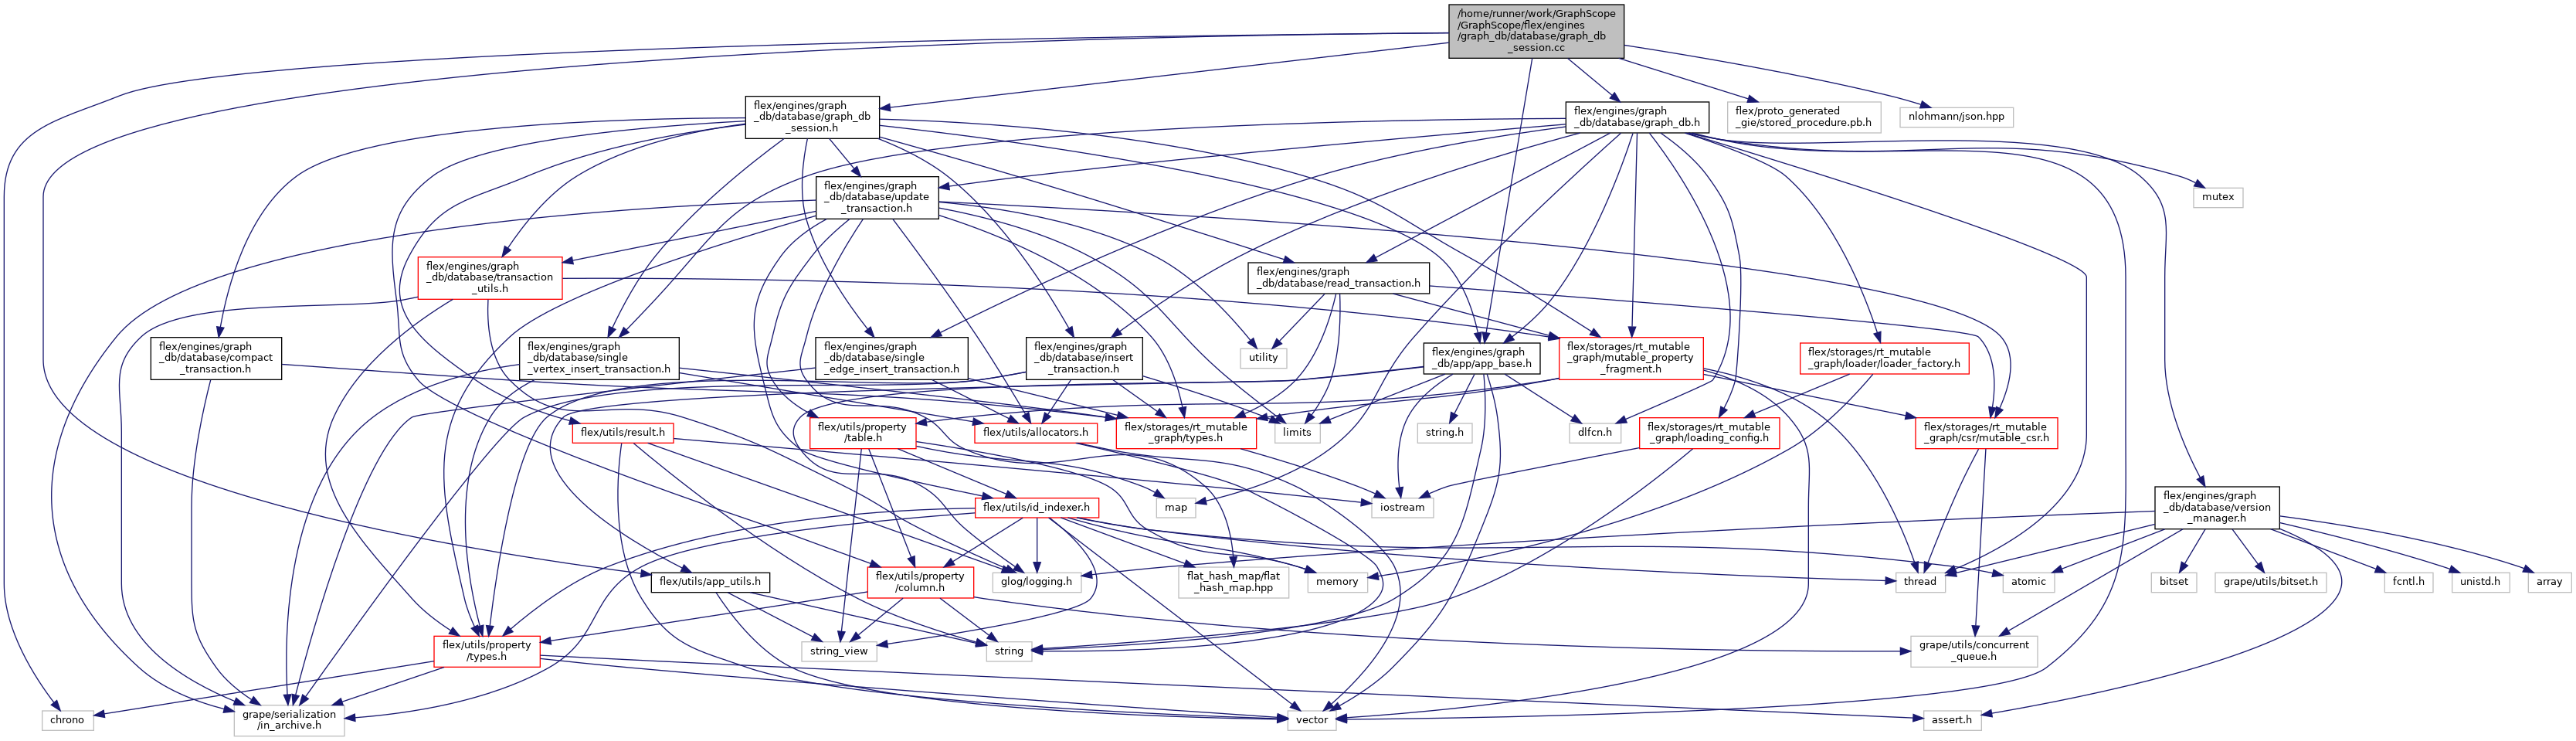 /home/runner/work/GraphScope
/GraphScope/flex/engines
/graph_db/database/graph_db
_session.cc
flex/engines/graph
_db/database/graph_db
_session.h
flex/engines/graph
_db/database/graph_db.h
flex/proto_generated
_gie/stored_procedure.pb.h
nlohmann/json.hpp
flex/engines/graph
_db/database/update
_transaction.h
mutex
flex/engines/graph
_db/database/transaction
_utils.h
flex/engines/graph
_db/database/read_transaction.h
flex/engines/graph
_db/database/compact
_transaction.h
flex/engines/graph
_db/database/single
_vertex_insert_transaction.h
flex/engines/graph
_db/database/single
_edge_insert_transaction.h
flex/engines/graph
_db/database/insert
_transaction.h
utility
flex/engines/graph
_db/app/app_base.h
flex/storages/rt_mutable
_graph/mutable_property
_fragment.h
flex/storages/rt_mutable
_graph/loader/loader_factory.h
flex/utils/result.h
flex/utils/property
/table.h
flex/utils/allocators.h
flex/storages/rt_mutable
_graph/types.h
limits
string.h
dlfcn.h
flex/storages/rt_mutable
_graph/loading_config.h
flex/storages/rt_mutable
_graph/csr/mutable_csr.h
flex/utils/id_indexer.h
map
iostream
flex/engines/graph
_db/database/version
_manager.h
flex/utils/app_utils.h
flex/utils/property
/column.h
glog/logging.h
flat_hash_map/flat
_hash_map.hpp
memory
thread
atomic
bitset
grape/utils/bitset.h
fcntl.h
unistd.h
array
flex/utils/property
/types.h
string_view
string
grape/utils/concurrent
_queue.h
chrono
grape/serialization
/in_archive.h
vector
assert.h